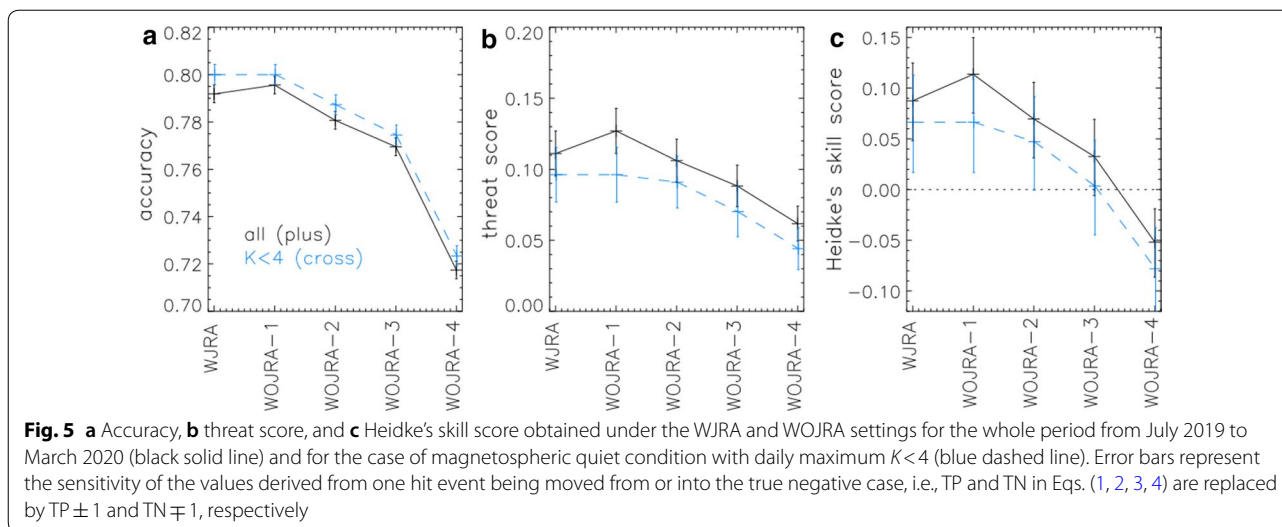 a
0.82
0.80
0.78
0.76
0.74
0.72
0.70
accuracy
all (plus)
K<4 (cross)
WJRA
WOJRA−1
WOJRA−2
WOJRA−3
WOJRA−4
b
0.20
0.15
0.10
0.05
0.00
threat score
WJRA
WOJRA−1
WOJRA−2
WOJRA−3
WOJRA−4
c
0.15
0.10
0.05
0.00
−0.05
−0.10
Heidke's skill score
WJRA
WOJRA−1
WOJRA−2
WOJRA−3
WOJRA−4
Fig. 5 a Accuracy, b threat score, and c Heidke's skill score obtained under the WJRA and WOJRA settings for the whole period from July 2019 to
March 2020 (black solid line) and for the case of magnetospheric quiet condition with daily maximum K < 4 (blue dashed line). Error bars represent
the sensitivity of the values derived from one hit event being moved from or into the true negative case, i.e., TP and TN in Eqs. (1, 2, 3, 4) are replaced
by TP ± 1 and TN ∓ 1, respectively